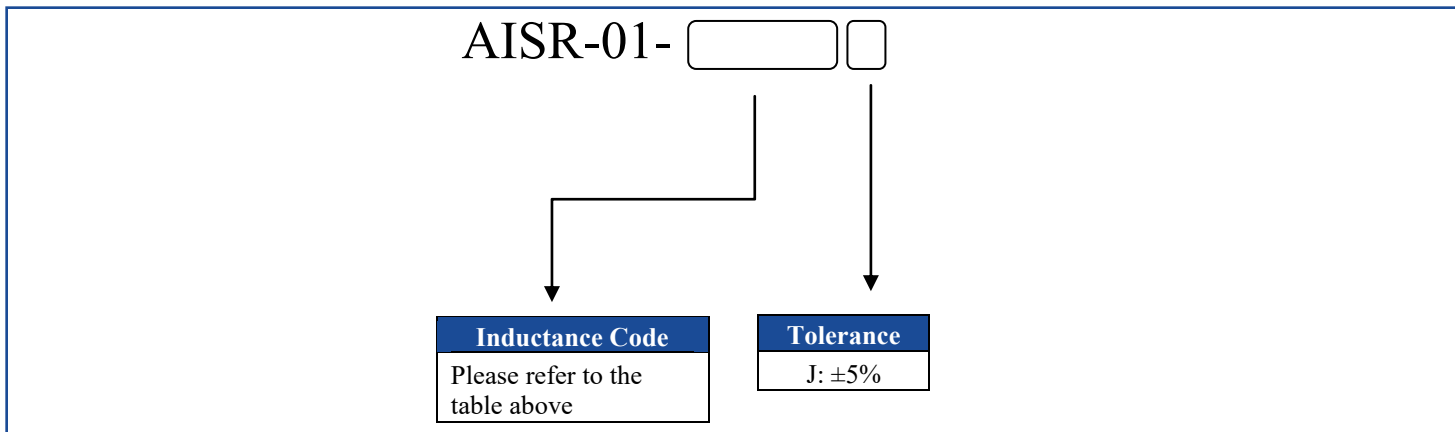 AISR-01-
Inductance Code
Please refer to the
table above
Tolerance
J: ±5%